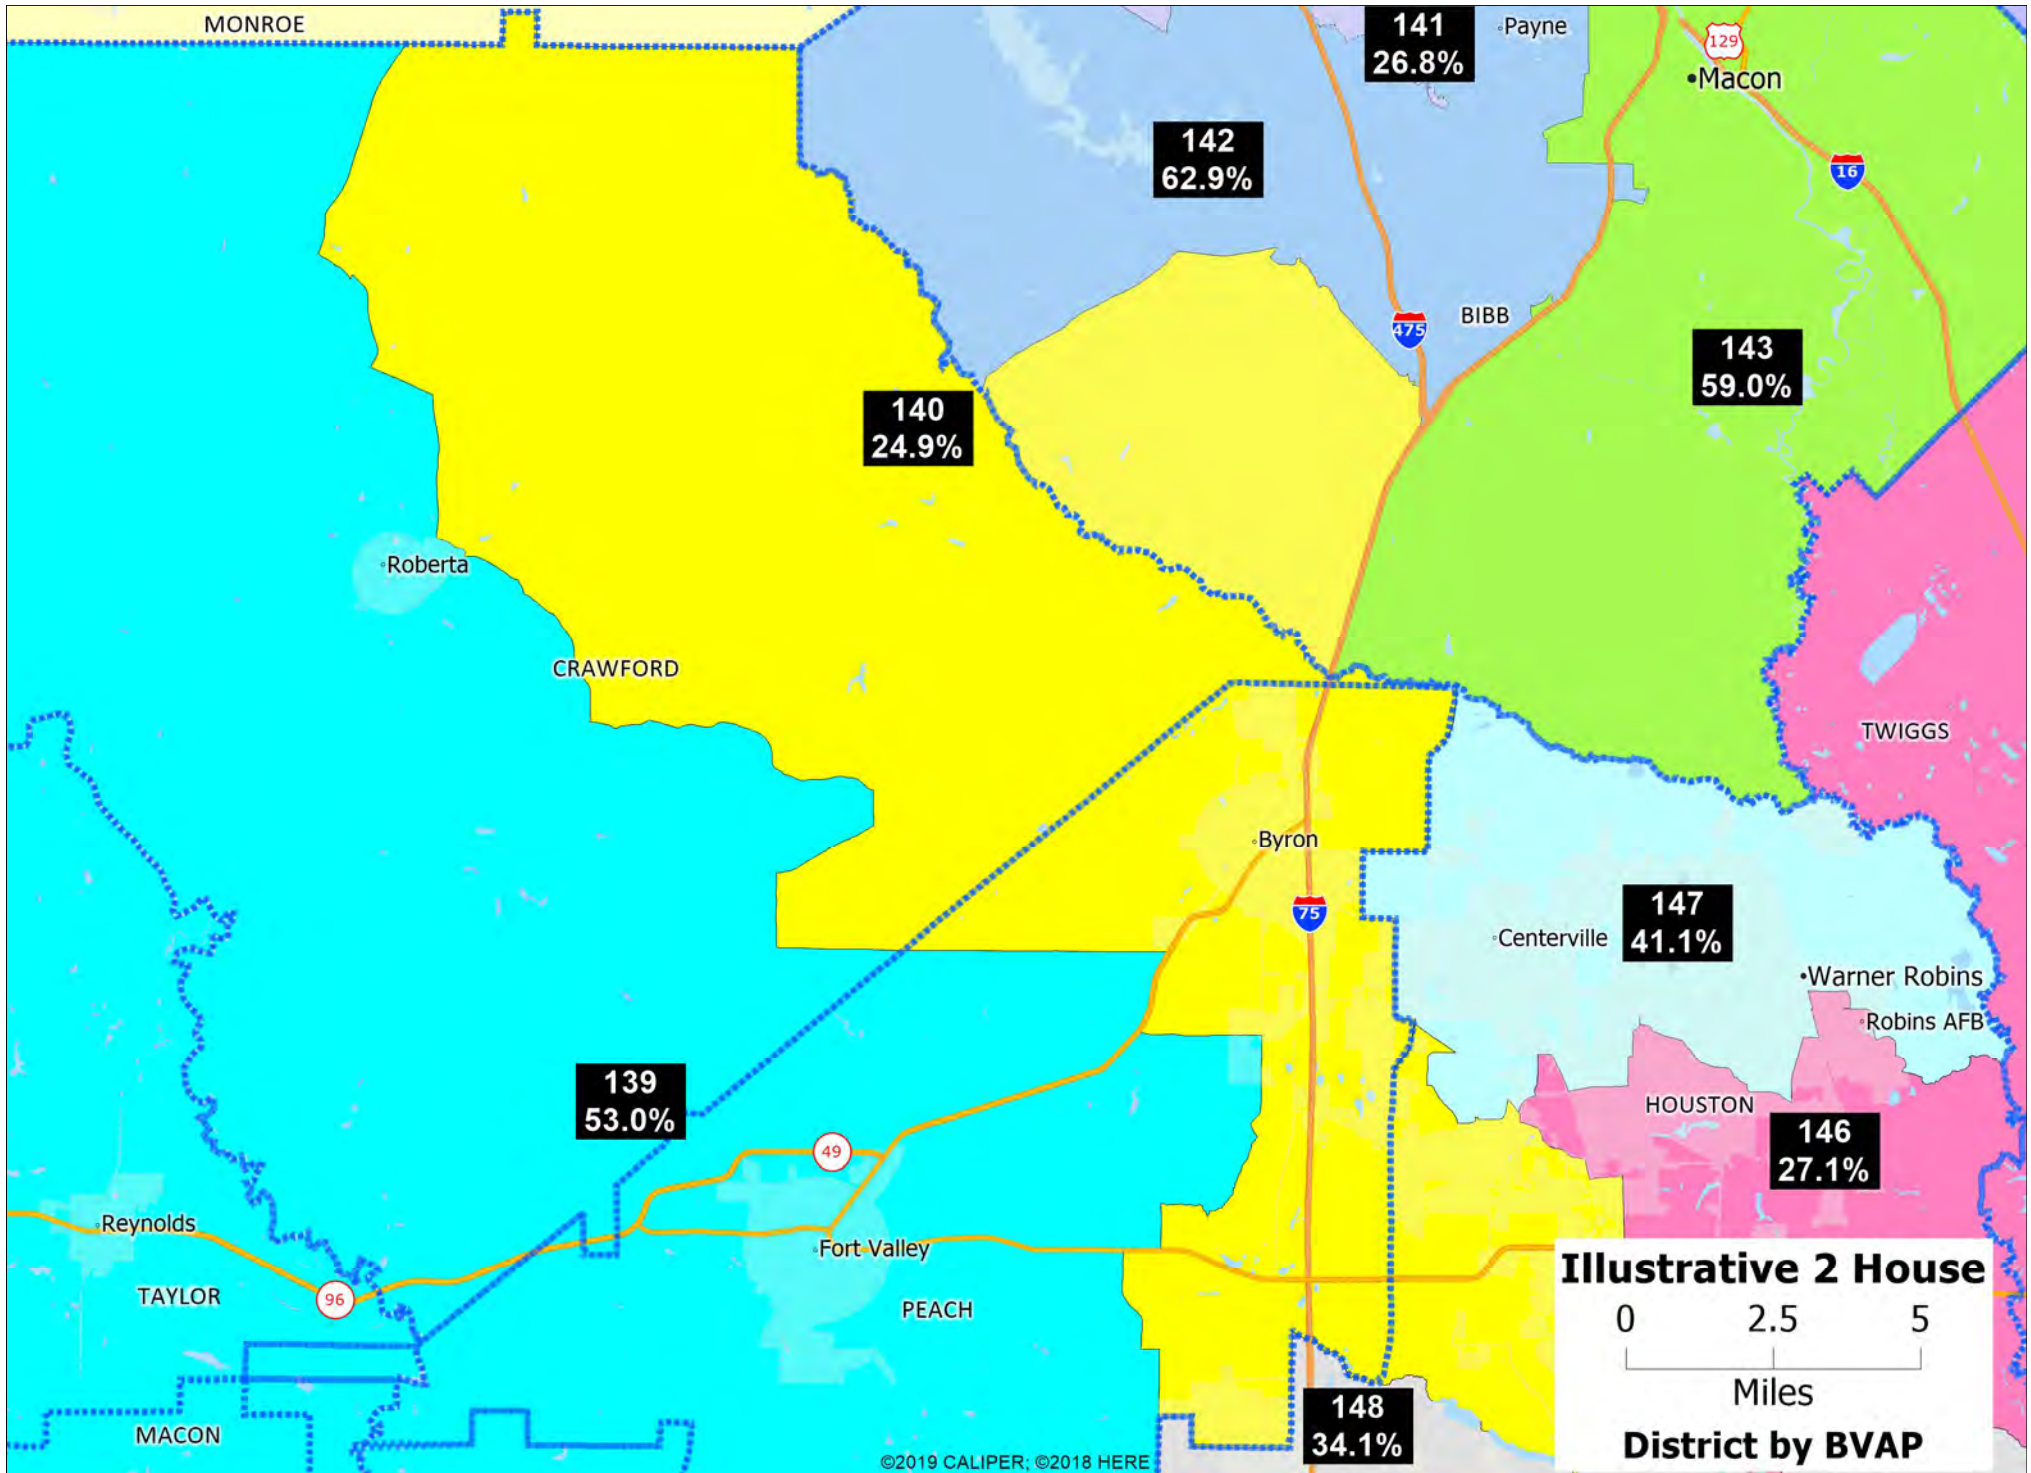 MONROE
141
26.8%
Payne
129
Macon
142
62.9%
16
475
BIBB
143
59.0%
140
24.9%
Roberta
CRAWFORD
TWIGGS
Byron
75
147
41.1%
Centerville
Warner Robins
Robins AFB
139
53.0%
HOUSTON
146
27.1%
49
Reynolds
Fort Valley
96
TAYLOR
PEACH
MACON
148
34.1%
Illustrative 2 House
0 2.5 5
Miles
District by BVAP
©2019 CALIPER; ©2018 HERE